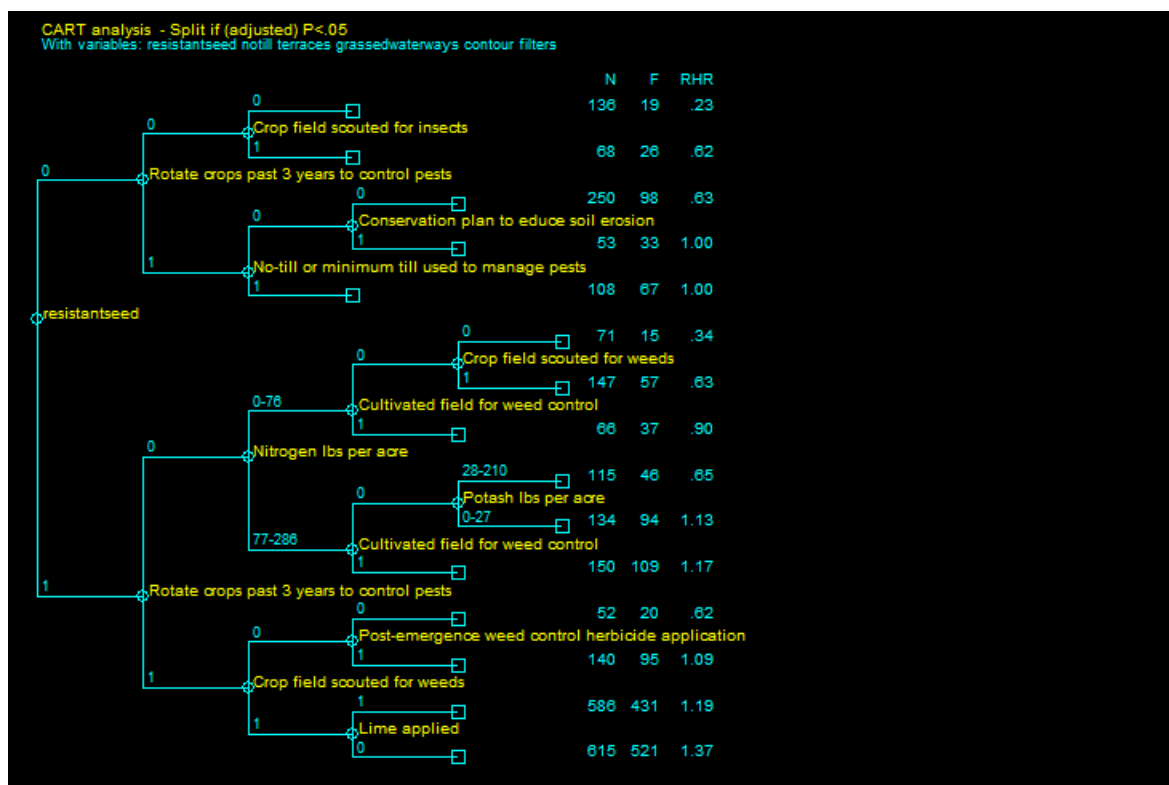 CART analysis - Split if (adjusted) P<.05
With variables: resistantseed notill terraces grassedwaterways contour filters
N F RHR
0 136 19 .23
0 Crop field scouted for insects
1 68 26 .62
0 Rotate crops past 3 years to control pests
0 250 98 .63
0 Conservation plan to educe soil erosion
1 53 33 1.00
1 No-till or minimum till used to manage pests
1 108 67 1.00
resistantseed
0 71 15 .34
0 Crop field scouted for weeds
1 147 57 .63
0-76 Cultivated field for weed control
1 66 37 .90
0 Nitrogen lbs per acre
28-210 115 46 .65
0 Potash lbs per acre
0-27 134 94 1.13
77-286 Cultivated field for weed control
1 150 109 1.17
1 Rotate crops past 3 years to control pests
0 52 20 .62
0 Post-emergence weed control herbicide application
1 140 95 1.09
1 Crop field scouted for weeds
1 586 431 1.19
1 Lime applied
0 615 521 1.37